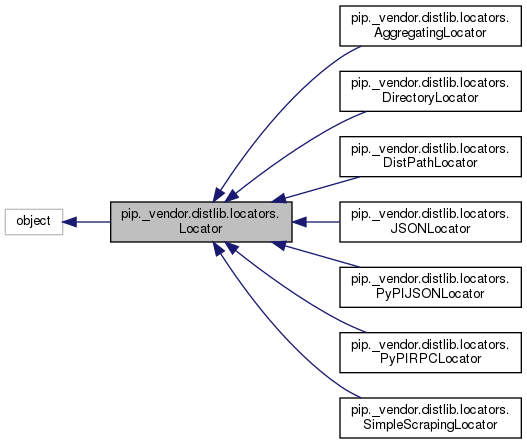 pip._vendor.distlib.locators.
AggregatingLocator
pip._vendor.distlib.locators.
DirectoryLocator
pip._vendor.distlib.locators.
DistPathLocator
object
pip._vendor.distlib.locators.
Locator
pip._vendor.distlib.locators.
JSONLocator
pip._vendor.distlib.locators.
PyPIJSONLocator
pip._vendor.distlib.locators.
PyPIRPCLocator
pip._vendor.distlib.locators.
SimpleScrapingLocator